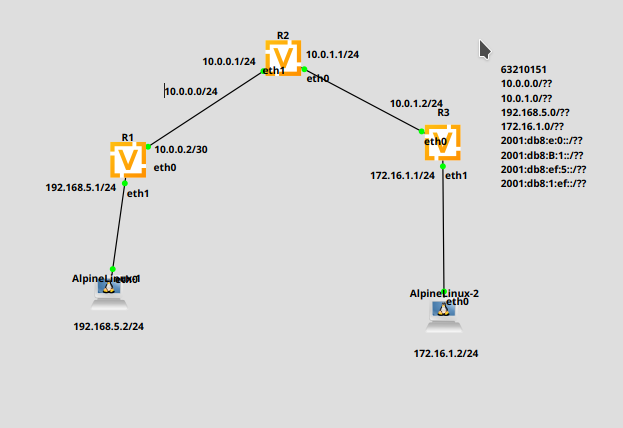 R2
10.0.0.1/24
10.0.1.1/24
eth1
eth0
63210151
10.0.0.0/??
10.0.1.0/??
192.168.5.0/??
172.16.1.0/??
2001:db8:e:0::/??
2001:db8:B:1::/??
2001:db8:ef:5::/??
2001:db8:1:ef::/??
10.0.0.0/24
10.0.1.2/24
R3
eth0
R1
10.0.0.2/30
eth0
172.16.1.1/24
eth1
192.168.5.1/24
eth1
AlpineLinux-1
eth0
AlpineLinux-2
eth0
192.168.5.2/24
172.16.1.2/24